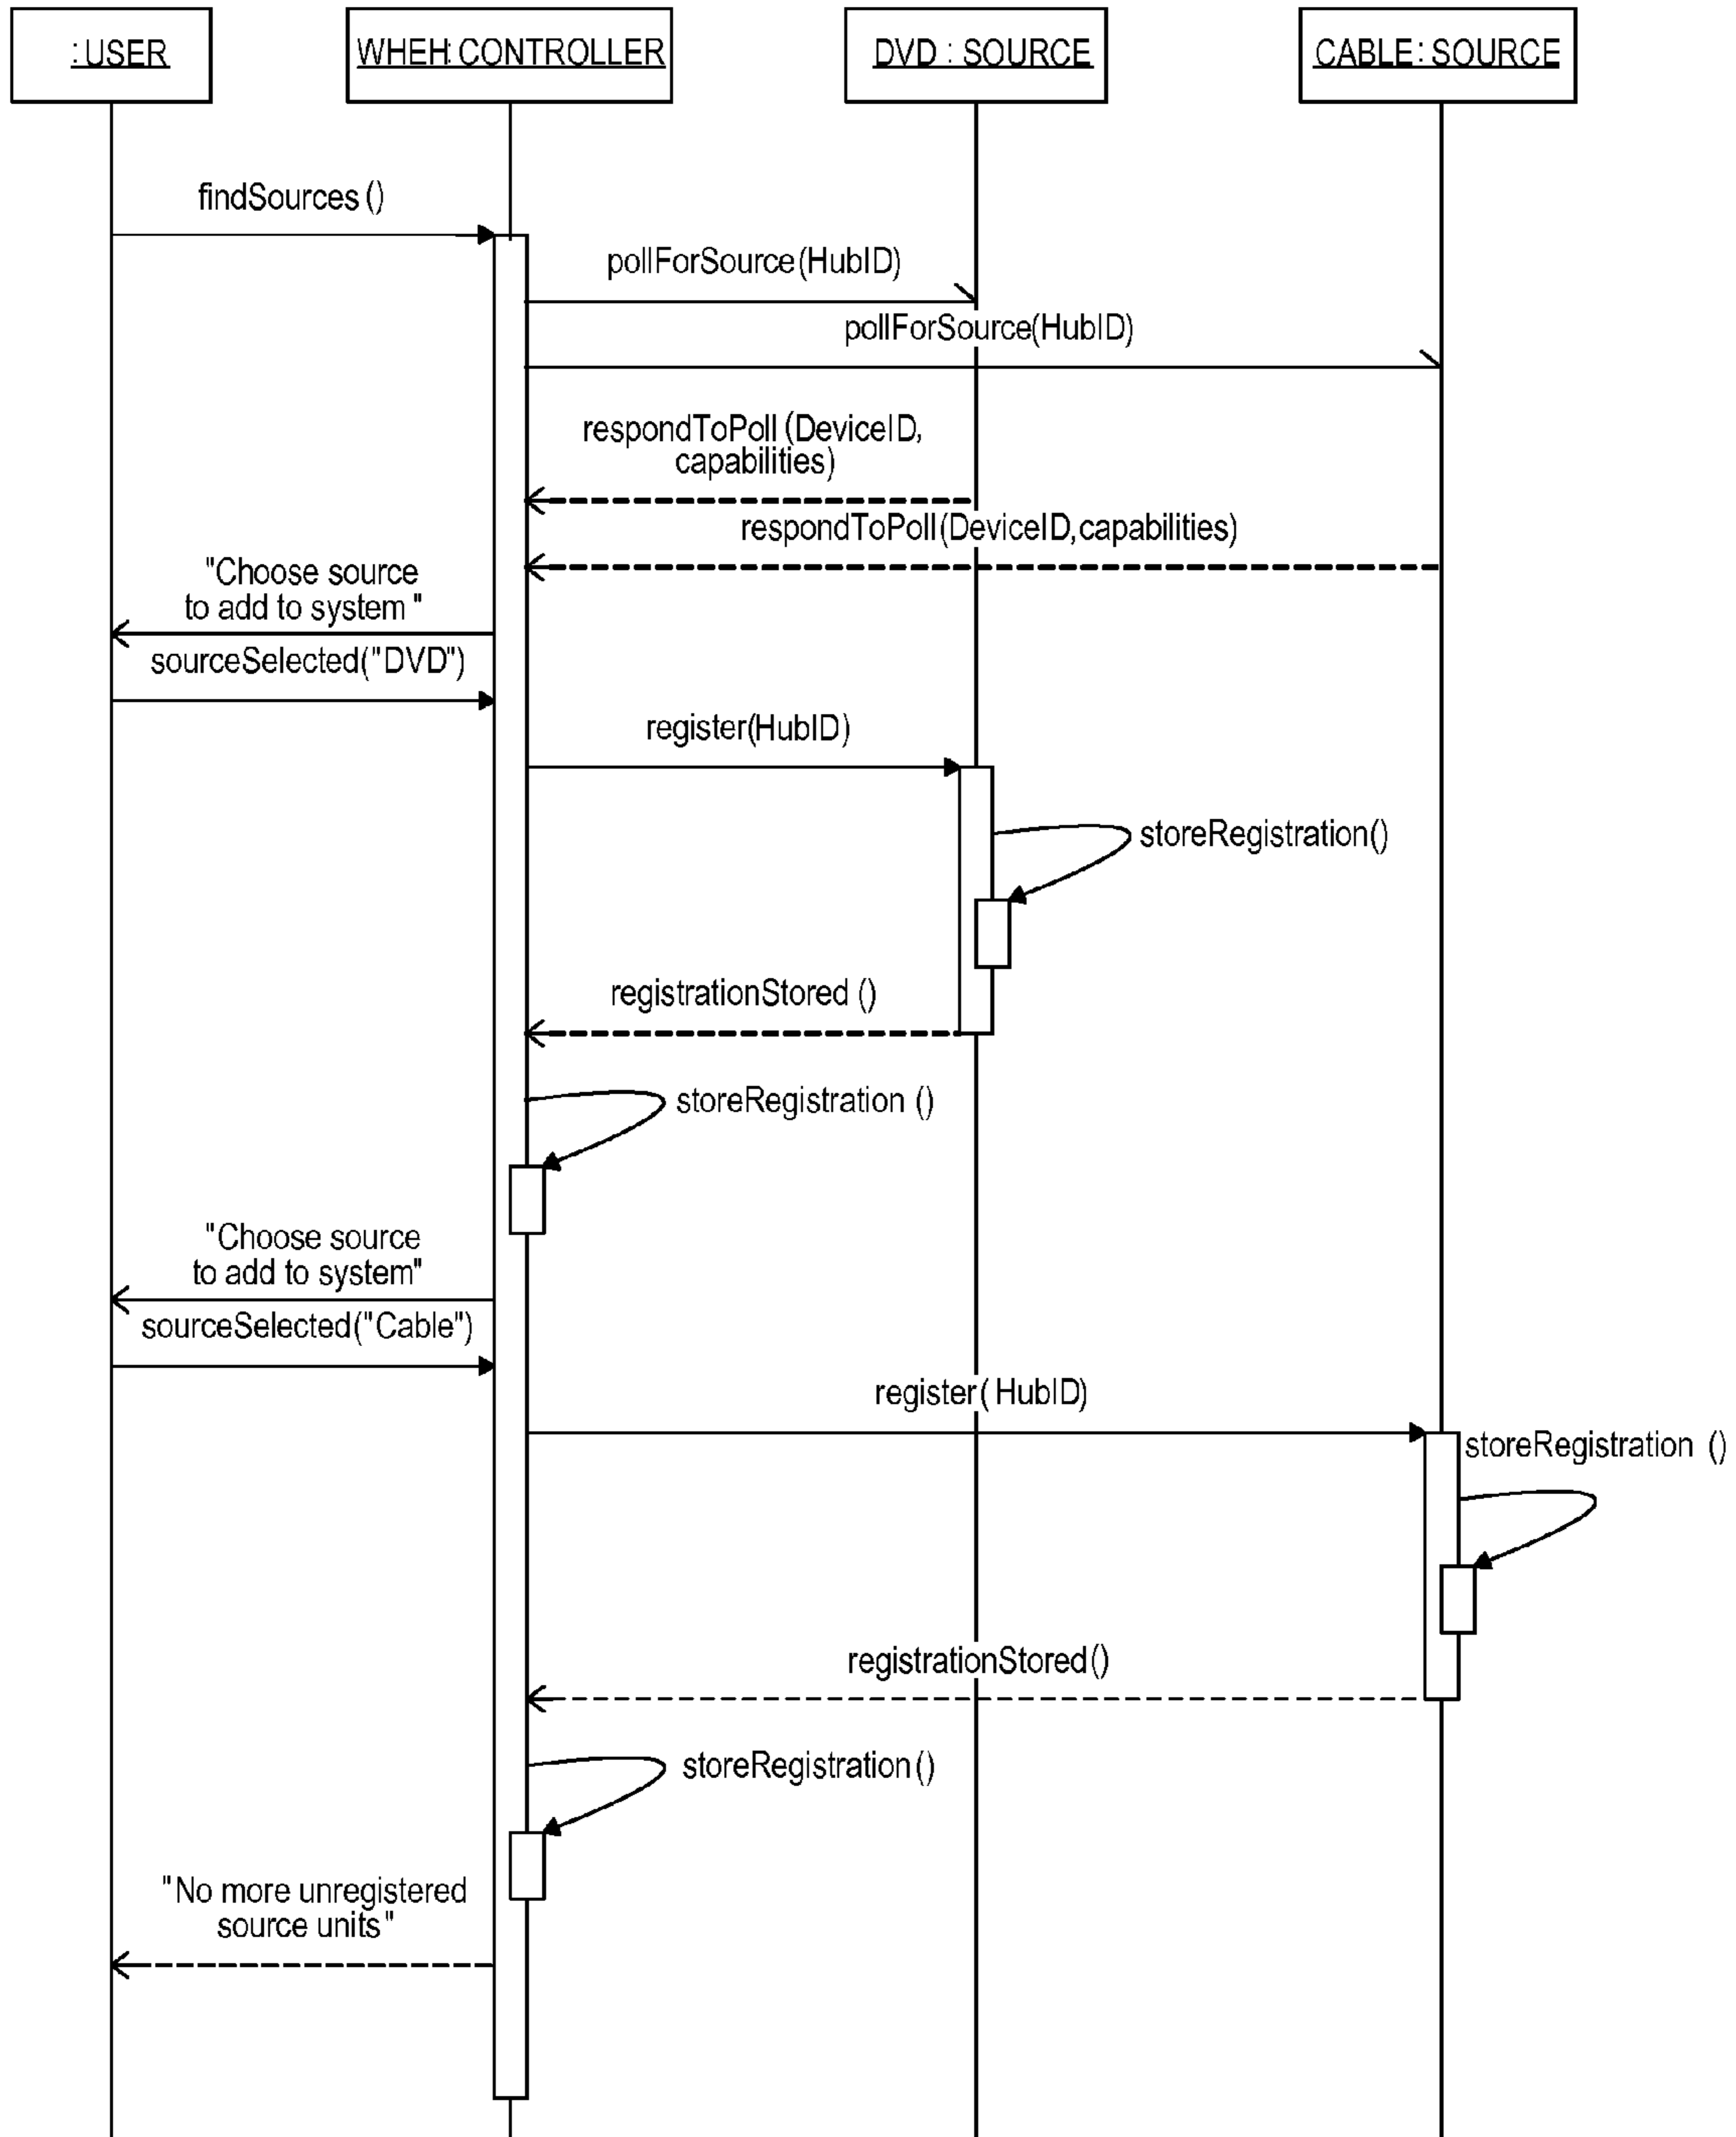 :USER
WHEH:CONTROLLER
DVD : SOURCE
CABLE:SOURCE
findSources ()
pollForSource(HubID)
pollForSource(HubID)
respondToPoll (DeviceID,
capabilities)
respondToPoll(DeviceID,capabilities)
"Choose source
to add to system "
sourceSelected("DVD")
register(HubID)
storeRegistration()
registrationStored ()
storeRegistration ()
"Choose source
to add to system"
sourceSelected("Cable")
register( HubID)
storeRegistration ()
registrationStored()
storeRegistration()
"No more unregistered
source units"